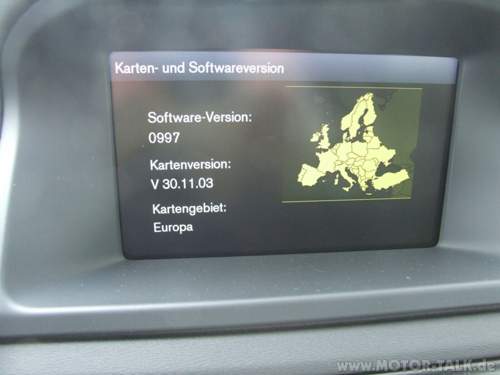 Karten- und Softwareversion
Software-Version:
0997
Kartenversion:
V 30.11.03
Kartengebiet:
Europa
www.MOTOR-TALK.de